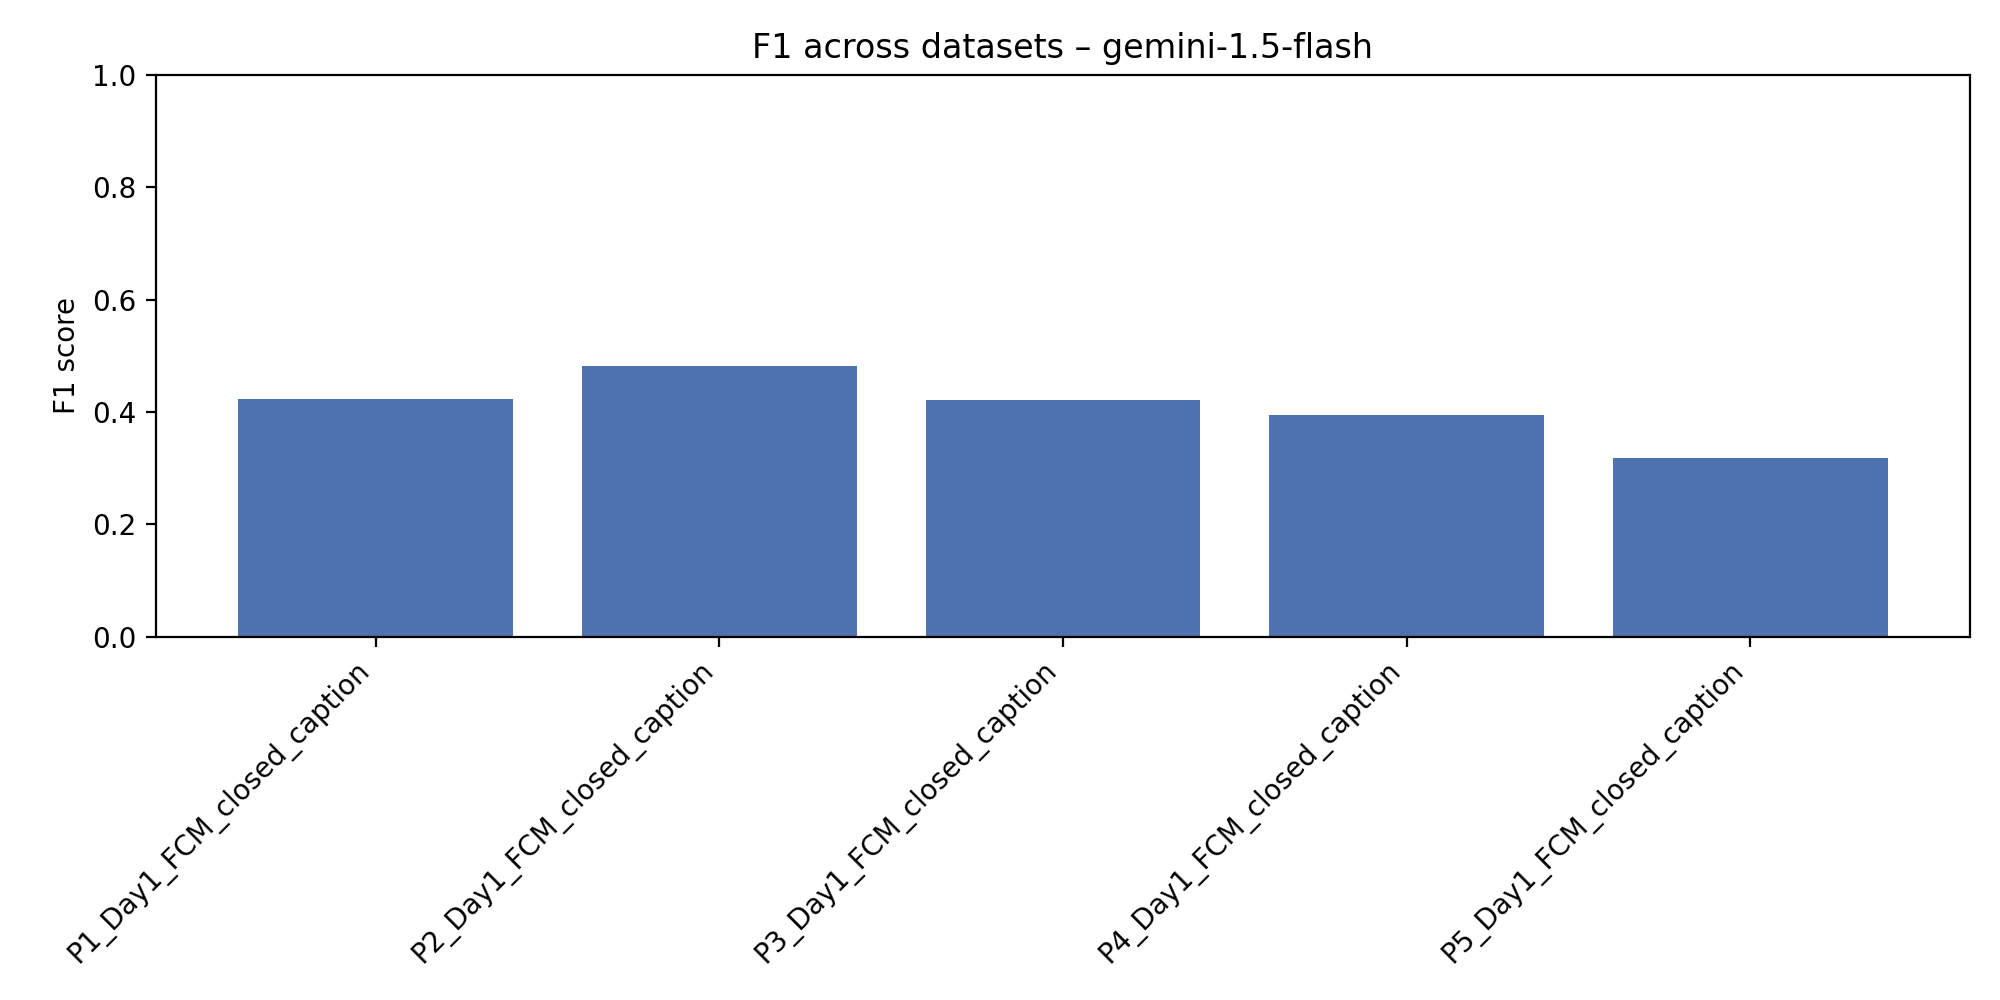 F1 across datasets – gemini-1.5-flash
F1 score
1.0
0.8
0.6
0.4
0.2
0.0
P1_Day1_FCM_closed_caption
P2_Day1_FCM_closed_caption
P3_Day1_FCM_closed_caption
P4_Day1_FCM_closed_caption
P5_Day1_FCM_closed_caption